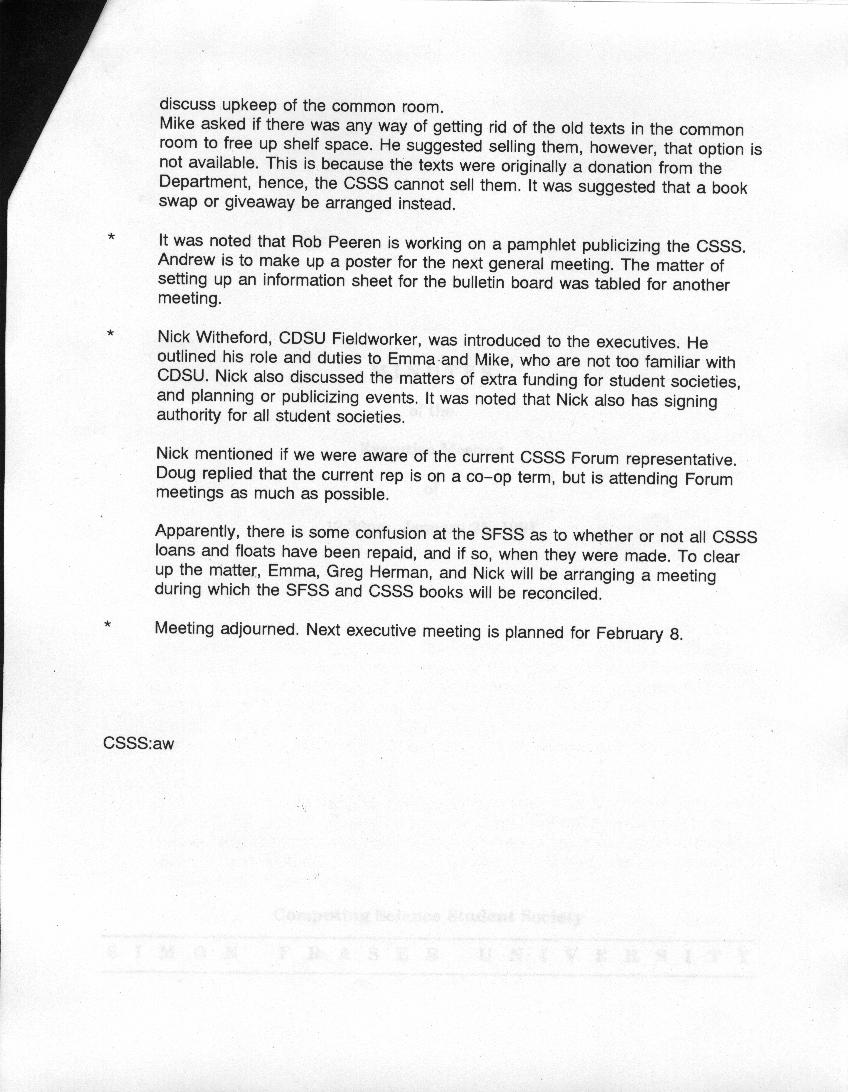 discuss upkeep of the common room.
Mike asked if there was any way of getting rid of the old texts in the common
room to free up shelf space. He suggested selling them, however, that option is
not available. This is because the texts were originally a donation from the
Department, hence, the CSSS cannot sell them. It was suggested that a book
swap or giveaway be arranged instead.
* It was noted that Rob Peeren is working on a pamphlet publicizing the CSSS.
Andrew is to make up a poster for the next general meeting. The matter of
setting up an information sheet for the bulletin board was tabled for another
meeting.
* Nick Witheford, CDSU Fieldworker, was introduced to the executives. He
outlined his role and duties to Emma and Mike, who are not too familiar with
CDSU. Nick also discussed the matters of extra funding for student societies,
and planning or publicizing events. It was noted that Nick also has signing
authority for all student societies.
Nick mentioned if we were aware of the current CSSS Forum representative.
Doug replied that the current rep is on a co-op term, but is attending Forum
meetings as much as possible.
Apparently, there is some confusion at the SFSS as to whether or not all CSSS
loans and floats have been repaid, and if so, when they were made. To clear
up the matter, Emma, Greg Herman, and Nick will be arranging a meeting
during which the SFSS and CSSS books will be reconciled.
* Meeting adjourned. Next executive meeting is planned for February 8.
CSSS:aw
Computing Science Student Society
SIMON FRASER UNIVERSITY